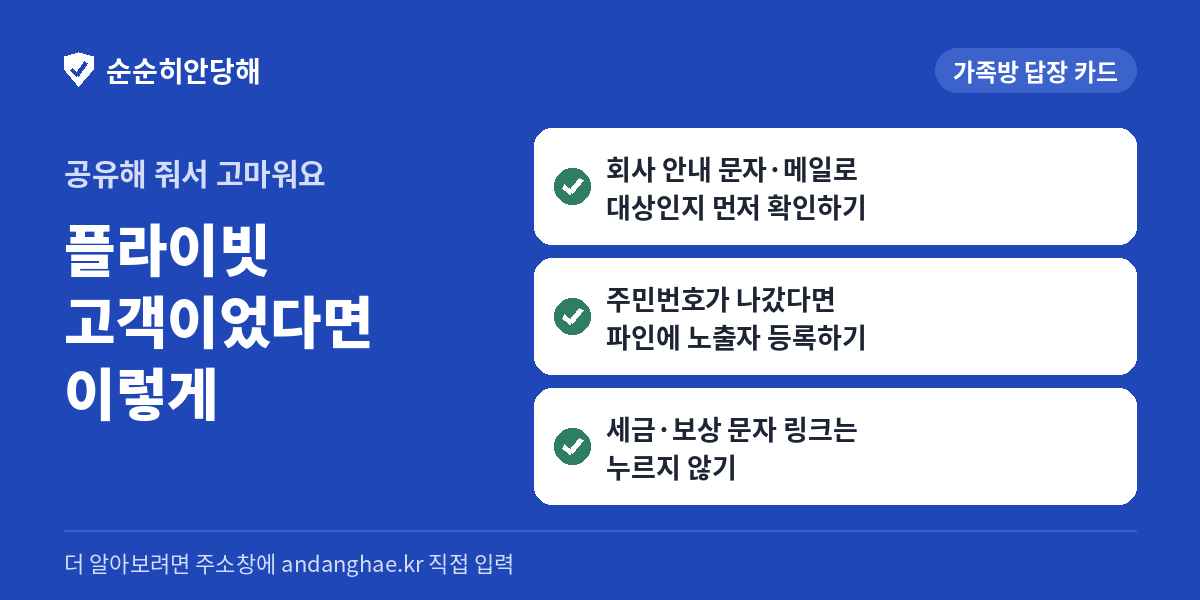 순순히안당해
가족방 답장 카드
공유해 줘서 고마워요
플라이빗
고객이었다면
이렇게
회사 안내 문자·메일로
대상인지 먼저 확인하기
주민번호가 나갔다면
파인에 노출자 등록하기
세금·보상 문자 링크는
누르지 않기
더 알아보려면 주소창에 andanghae.kr 직접 입력